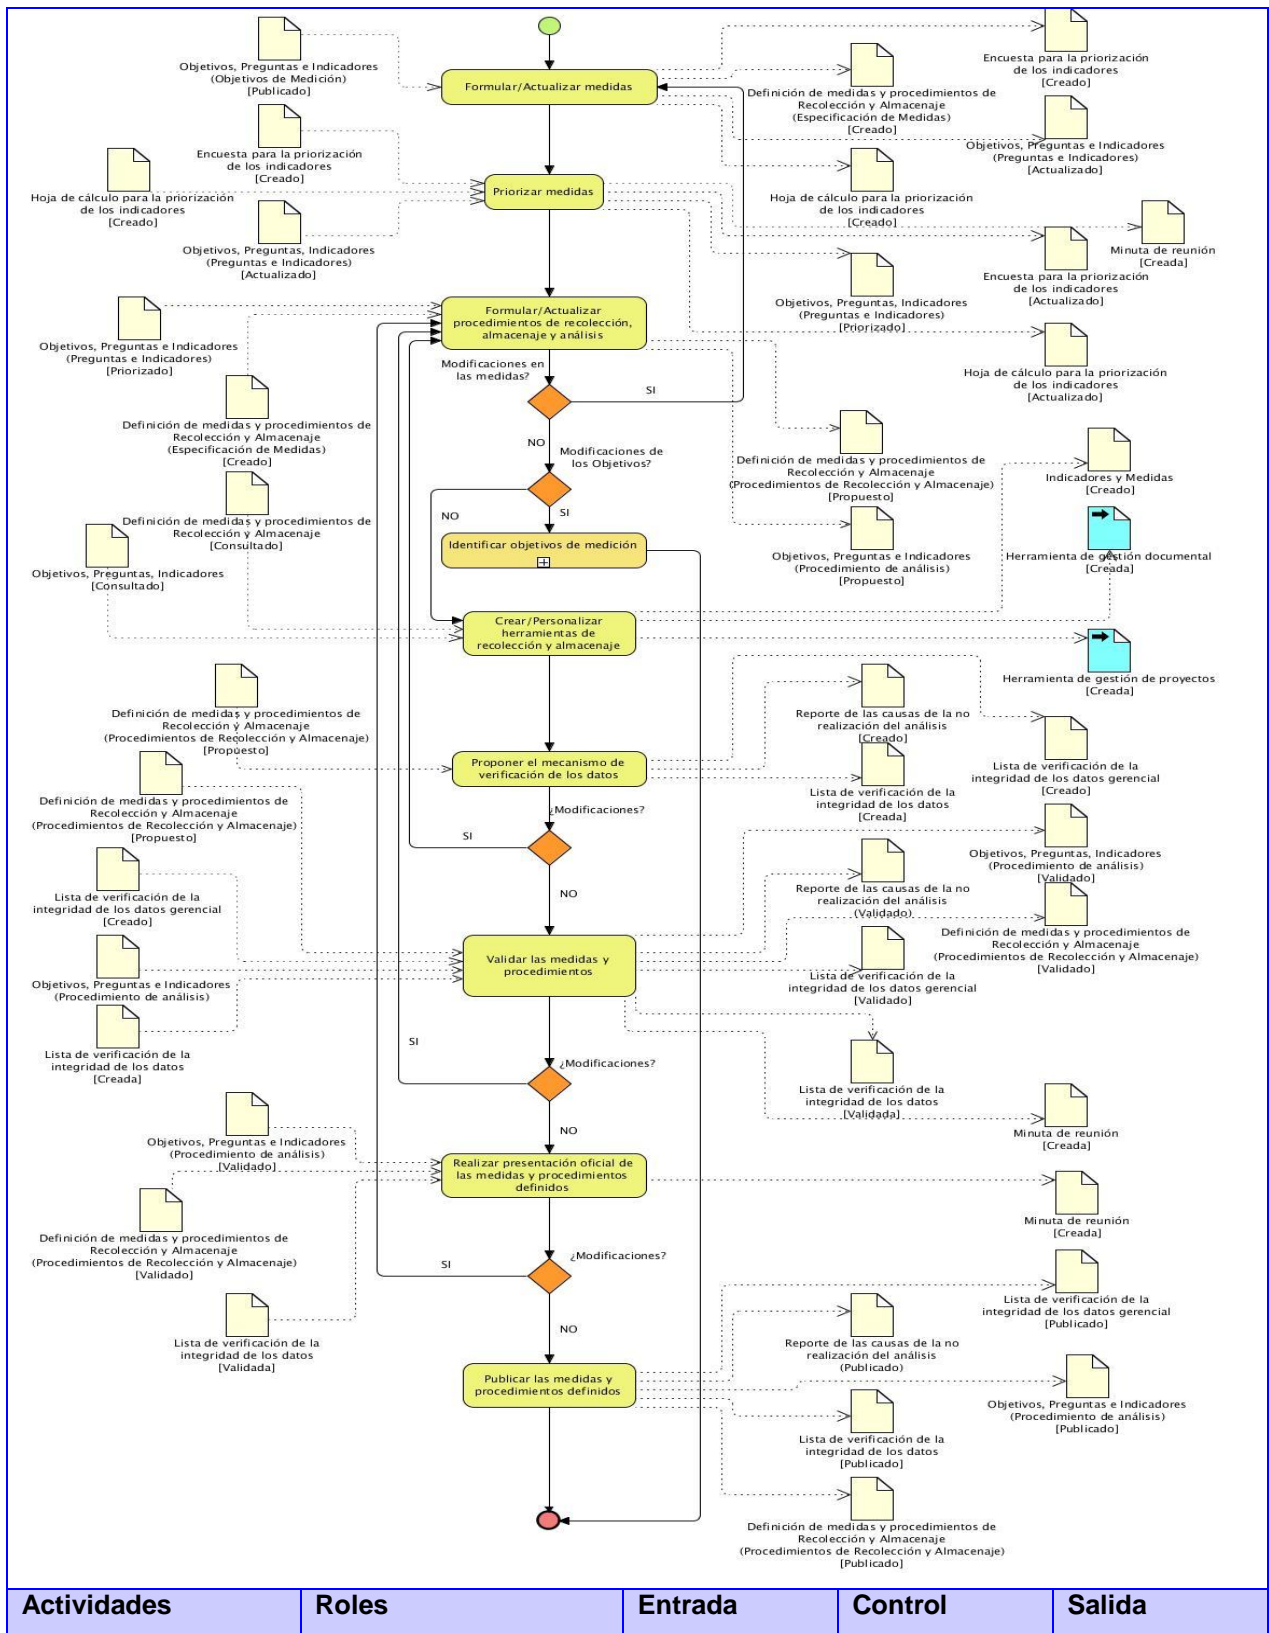 Objetivos, Preguntas e Indicadores
(Objetivos de Medición)
[Publicado]
Formular/Actualizar medidas
Encuesta para la priorización
de los indicadores
[Creado]
Definición de medidas y procedimientos de
Recolección y Almacenaje
(Especificación de Medidas)
[Creado]
Objetivos, Preguntas e Indicadores
(Preguntas e Indicadores)
[Actualizado]
Encuesta para la priorización
de los indicadores
[Creado]
Hoja de cálculo para la priorización
de los indicadores
[Creado]
Priorizar medidas
Hoja de cálculo para la priorización
de los indicadores
[Creado]
Objetivos, Preguntas, Indicadores
(Preguntas e Indicadores)
[Actualizado]
Minuta de reunión
[Creada]
Encuesta para la priorización
de los indicadores
[Actualizado]
Objetivos, Preguntas, Indicadores
(Preguntas e Indicadores)
[Priorizado]
Formular/Actualizar
procedimientos de recolección,
almacenaje y análisis
Objetivos, Preguntas e Indicadores
(Preguntas e Indicadores)
[Priorizado]
Modificaciones en
las medidas?
SI
Hoja de cálculo para la priorización
de los indicadores
[Actualizado]
Definición de medidas y procedimientos de
Recolección y Almacenaje
(Especificación de Medidas)
[Creado]
NO
Modificaciones de
los Objetivos?
Definición de medidas y procedimientos de
Recolección y Almacenaje
(Procedimientos de Recolección y Almacenaje)
[Propuesto]
Indicadores y Medidas
[Creado]
Definición de medidas y procedimientos de
Recolección y Almacenaje
[Consultado]
NO
SI
Identificar objetivos de medición
Objetivos, Preguntas e Indicadores
(Procedimiento de análisis)
[Propuesto]
Herramienta de gestión documental
[Creada]
Objetivos, Preguntas, Indicadores
[Consultado]
Crear/Personalizar
herramientas de
recolección y almacenaje
Herramienta de gestión de proyectos
[Creada]
Definición de medidas y procedimientos de
Recolección y Almacenaje
(Procedimientos de Recolección y Almacenaje)
[Propuesto]
Reporte de las causas de la no
realización del análisis
[Creado]
Proponer el mecanismo de
verificación de los datos
Lista de verificación de la
integridad de los datos gerencial
[Creado]
Definición de medidas y procedimientos de
Recolección y Almacenaje
(Procedimientos de Recolección y Almacenaje)
[Propuesto]
Lista de verificación de la
integridad de los datos
[Creada]
¿Modificaciones?
SI
NO
Objetivos, Preguntas, Indicadores
(Procedimiento de análisis)
[Validado]
Lista de verificación de la
integridad de los datos gerencial
[Creado]
Reporte de las causas de la no
realización del análisis
(Validado)
Definición de medidas y procedimientos de
Recolección y Almacenaje
(Procedimientos de Recolección y Almacenaje)
[Validado]
Validar las medidas y
procedimientos
Objetivos, Preguntas e Indicadores
(Procedimiento de análisis)
Lista de verificación de la
integridad de los datos gerencial
[Validado]
Lista de verificación de la
integridad de los datos
[Creada]
SI
¿Modificaciones?
Lista de verificación de la
integridad de los datos
[Validada]
NO
Minuta de reunión
[Creada]
Objetivos, Preguntas e Indicadores
(Procedimiento de análisis)
[Validado]
Realizar presentación oficial de
las medidas y procedimientos
definidos
Minuta de reunión
[Creada]
Definición de medidas y procedimientos de
Recolección y Almacenaje
(Procedimientos de Recolección y Almacenaje)
[Validado]
SI
¿Modificaciones?
NO
Lista de verificación de la
integridad de los datos gerencial
[Publicado]
Lista de verificación de la
integridad de los datos
[Validada]
Reporte de las causas de la no
realización del análisis
(Publicado)
Publicar las medidas y
procedimientos definidos
Objetivos, Preguntas e Indicadores
(Procedimiento de análisis)
[Publicado]
Lista de verificación de la
integridad de los datos
[Publicado]
Definición de medidas y procedimientos de
Recolección y Almacenaje
(Procedimientos de Recolección y Almacenaje)
[Publicado]
Actividades Roles Entrada Control Salida